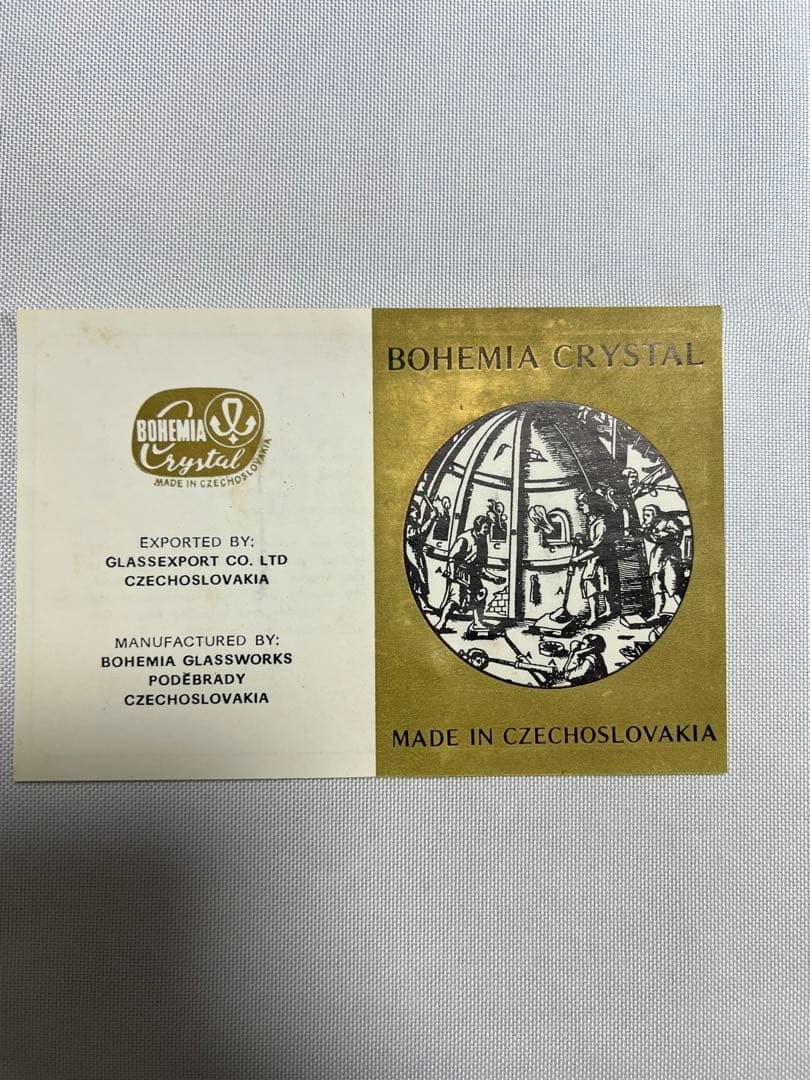 BOHEMIA
Crystal
MADE IN CZECHOSLOVAKIA
EXPORTED BY:
GLASSEXPORT CO. LTD
CZECHOSLOVAKIA
MANUFACTURED BY:
BOHEMIA GLASSWORKS
PODĚBRADY
CZECHOSLOVAKIA
BOHEMIA CRYSTAL
MADE IN CZECHOSLOVAKIA